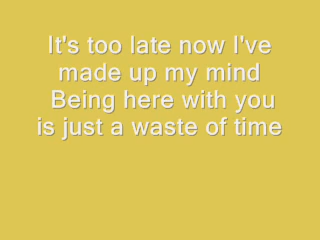 It's too late now I've
made up my mind
Being here with you
is just a waste of time